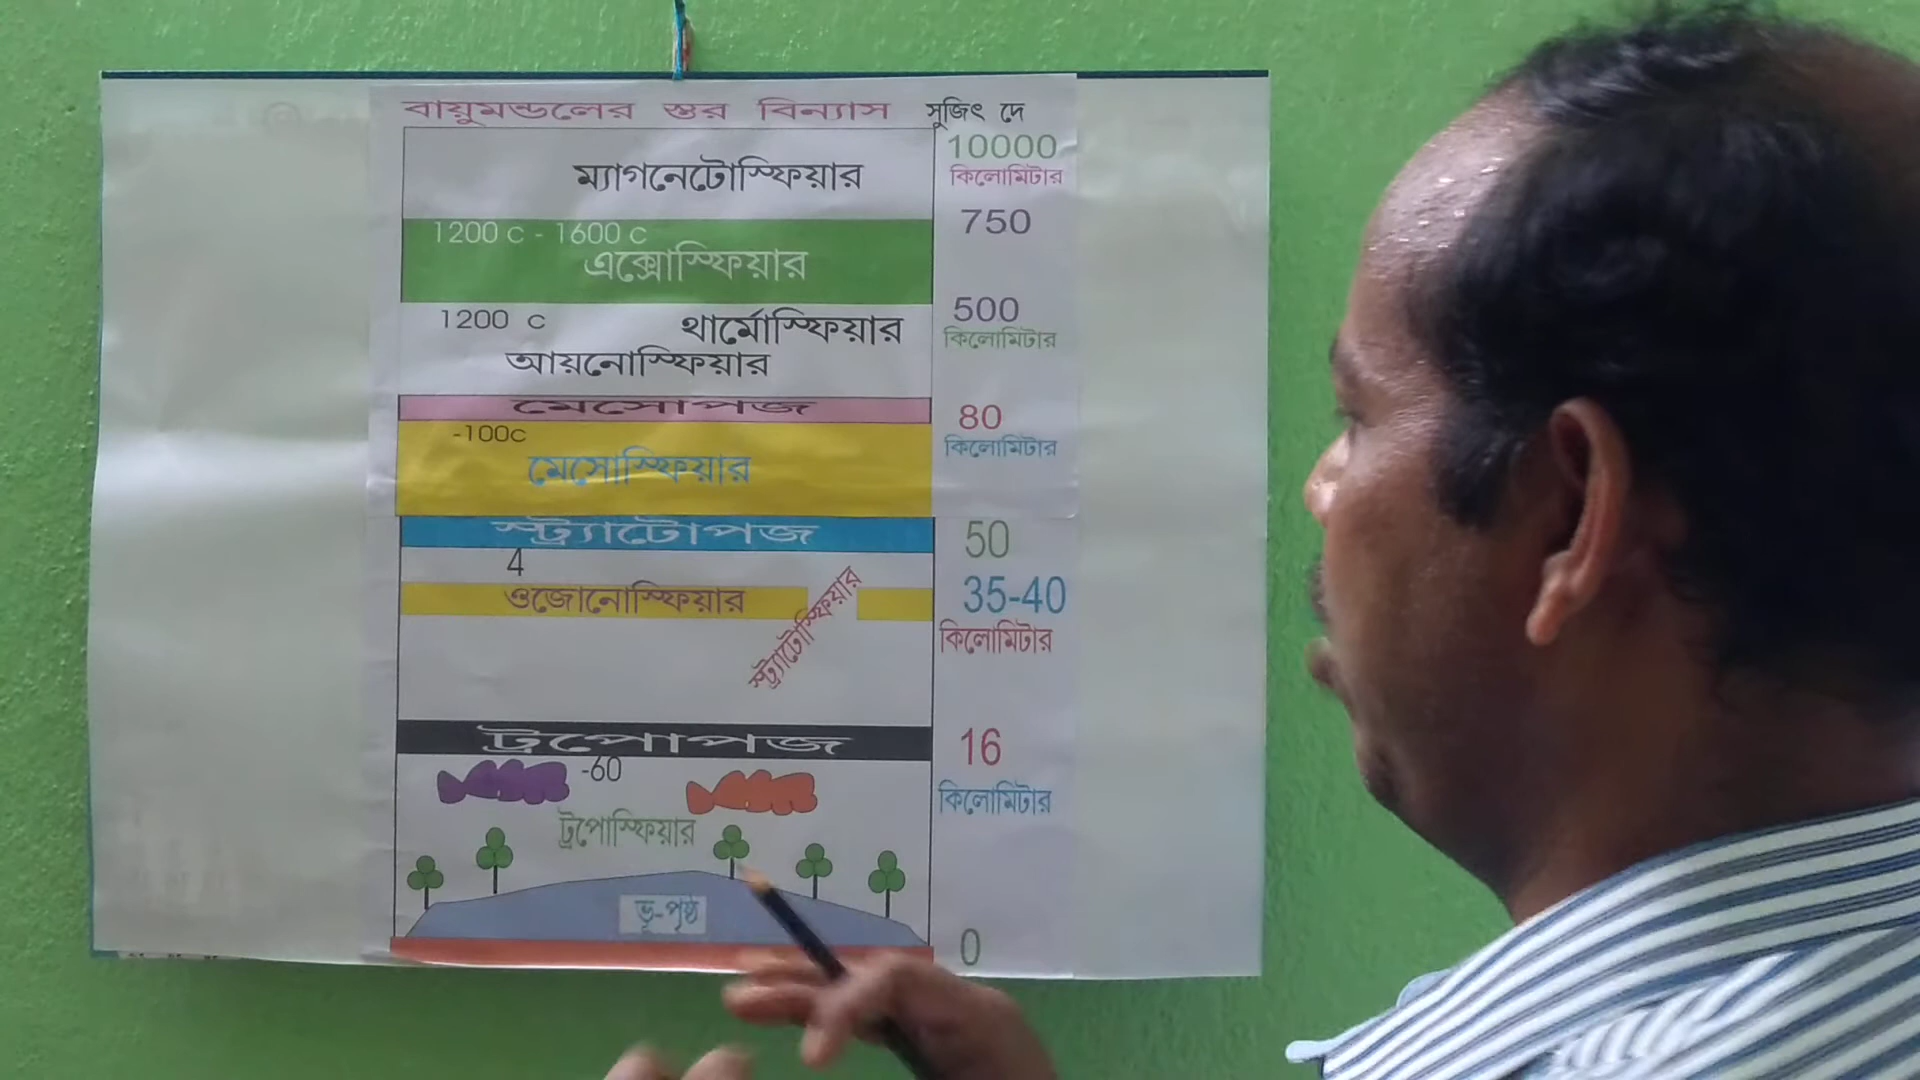 বায়ুমন্ডলের স্তর বিন্যাস সুজিৎ দে
10000
কিলোমিটার
ম্যাগনেটোস্ফিয়ার
750
1200 c - 1600 c
এক্সোস্ফিয়ার
500
কিলোমিটার
1200 c
থার্মোস্ফিয়ার
আয়নোস্ফিয়ার
মেসোপজ
80
কিলোমিটার
-100c
মেসোস্ফিয়ার
স্ট্র্যাটোপজ
50
4
ওজোনোস্ফিয়ার
স্ট্র্যাটোস্ফিয়ার
35-40
কিলোমিটার
ট্রপোপজ
16
-60
কিলোমিটার
ট্রপোস্ফিয়ার
ভূ-পৃষ্ঠ
0